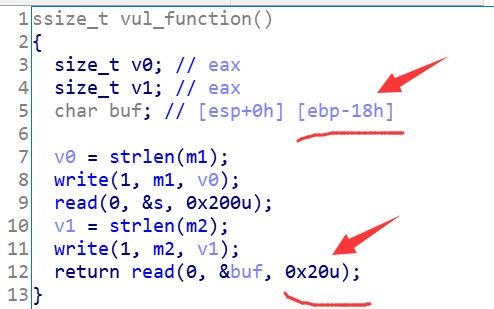 1 ssize_t vul_function()
2 {
3 size_t v0; // eax
4 size_t v1; // eax
5 char buf; // [esp+0h] [ebp-18h]
6
7 v0 = strlen(m1);
8 write(1, m1, v0);
9 read(0, &s, 0x200u);
10 v1 = strlen(m2);
11 write(1, m2, v1);
12 return read(0, &buf, 0x20u);
13 }